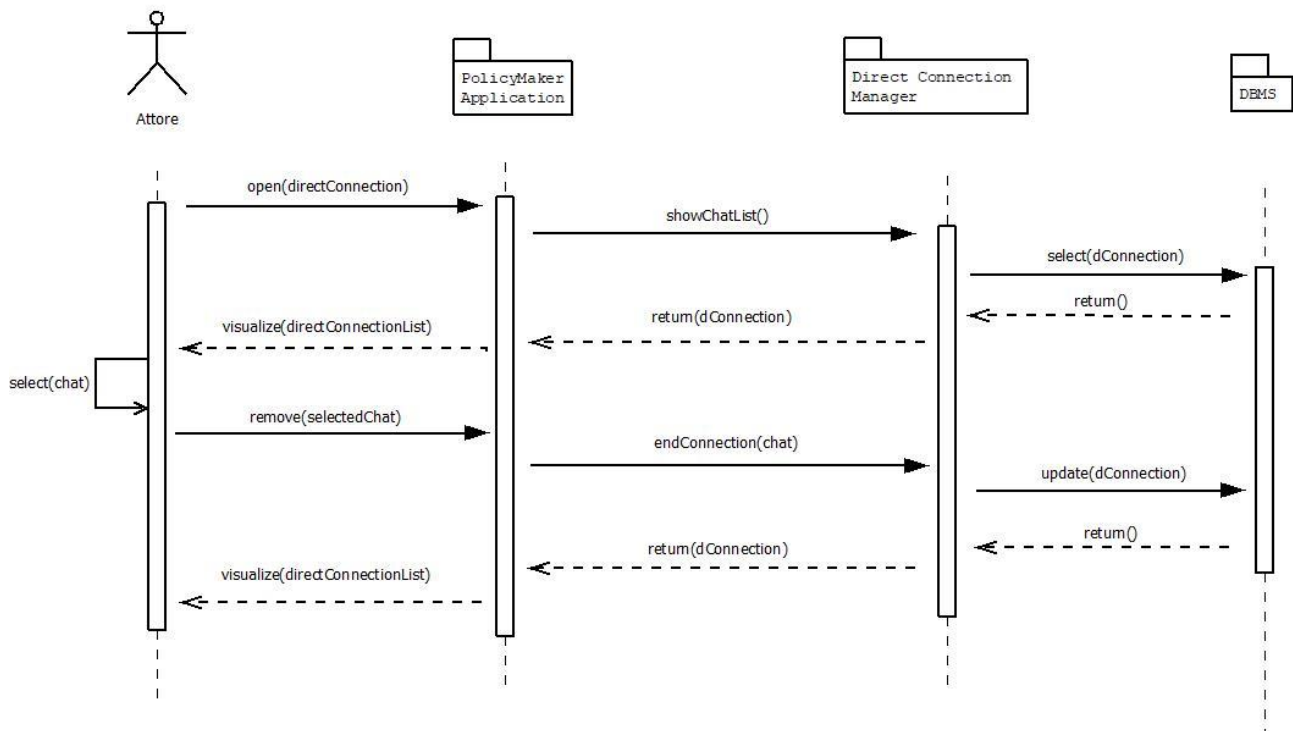 PolicyMaker
Application
Direct Connection
Manager
DBMS
Attore
open(directConnection)
showChatList()
select(dConnection)
return()
return(dConnection)
visualize(directConnectionList)
select(chat)
remove(selectedChat)
endConnection(chat)
update(dConnection)
return()
return(dConnection)
visualize(directConnectionList)